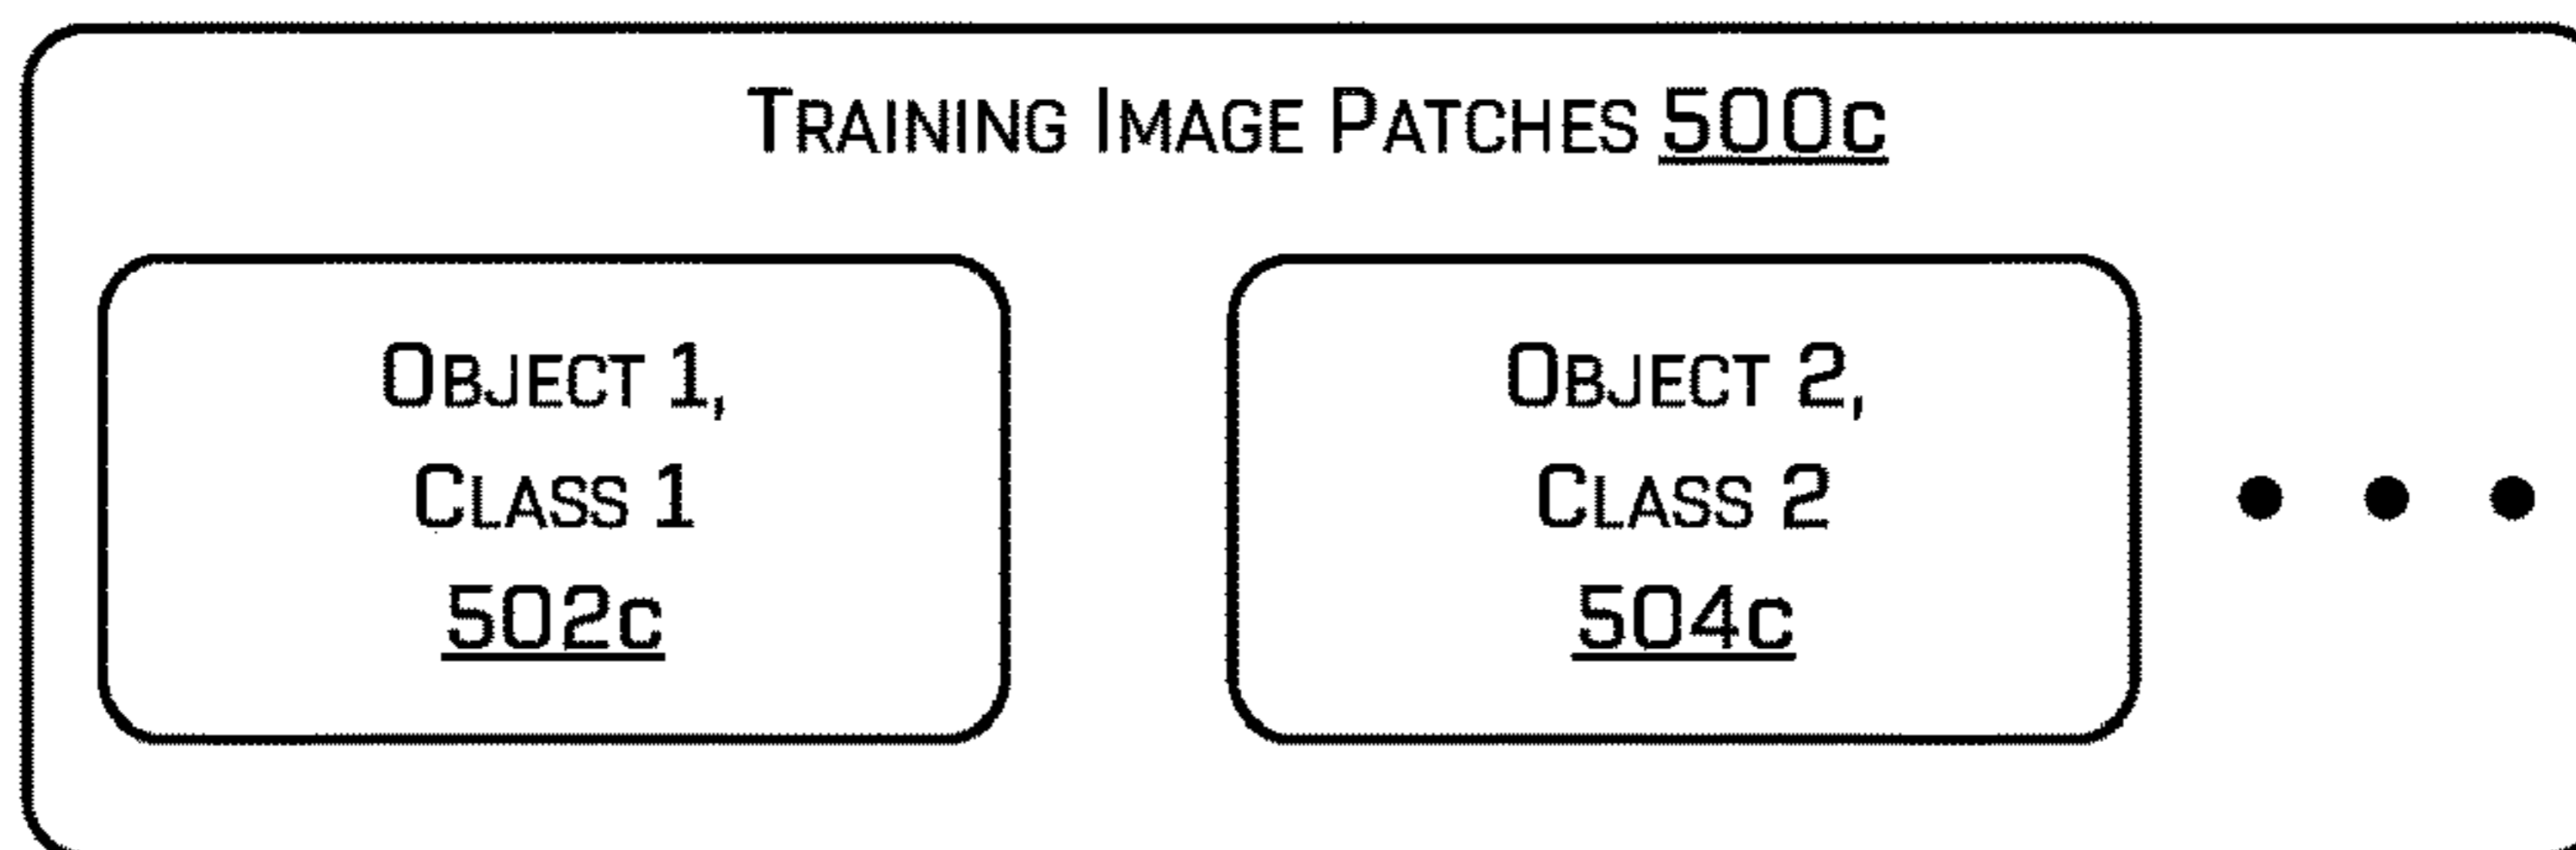 Training Image Patches 500c
Object 1,
Class 1
502c
Object 2,
Class 2
504c